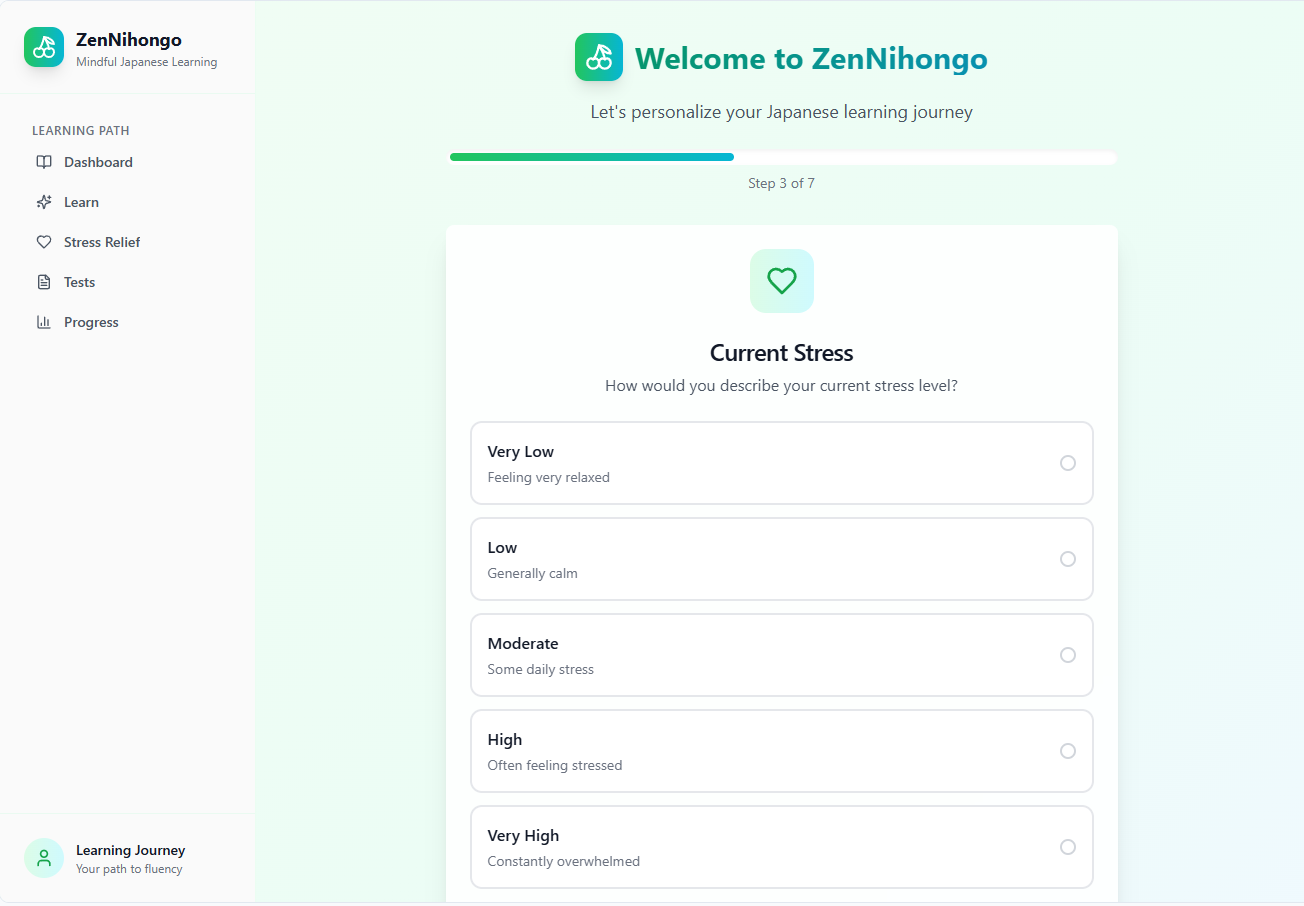 ZenNihongo
Mindful Japanese Learning
LEARNING PATH
Dashboard
Learn
Stress Relief
Tests
Progress
Learning Journey
Your path to fluency
Welcome to ZenNihongo
Let's personalize your Japanese learning journey
Step 3 of 7
Current Stress
How would you describe your current stress level?
Very Low
Feeling very relaxed
Low
Generally calm
Moderate
Some daily stress
High
Often feeling stressed
Very High
Constantly overwhelmed